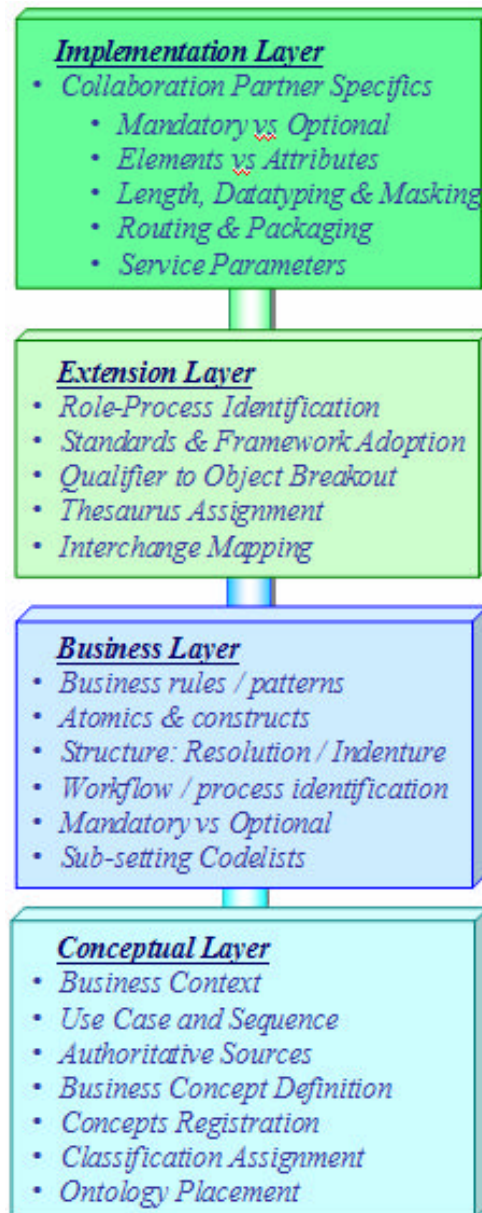 Implementation Layer
• Collaboration Partner Specifics
• Mandatory vs Optional
• Elements vs Attributes
• Length, Datatyping & Masking
• Routing & Packaging
• Service Parameters
Extension Layer
• Role-Process Identification
• Standards & Framework Adoption
• Qualifier to Object Breakout
• Thesaurus Assignment
• Interchange Mapping
Business Layer
• Business rules / patterns
• Atomics & constructs
• Structure: Resolution / Indenture
• Workflow / process identification
• Mandatory vs Optional
• Sub-setting Codelists
Conceptual Layer
• Business Context
• Use Case and Sequence
• Authoritative Sources
• Business Concept Definition
• Concepts Registration
• Classification Assignment
• Ontology Placement